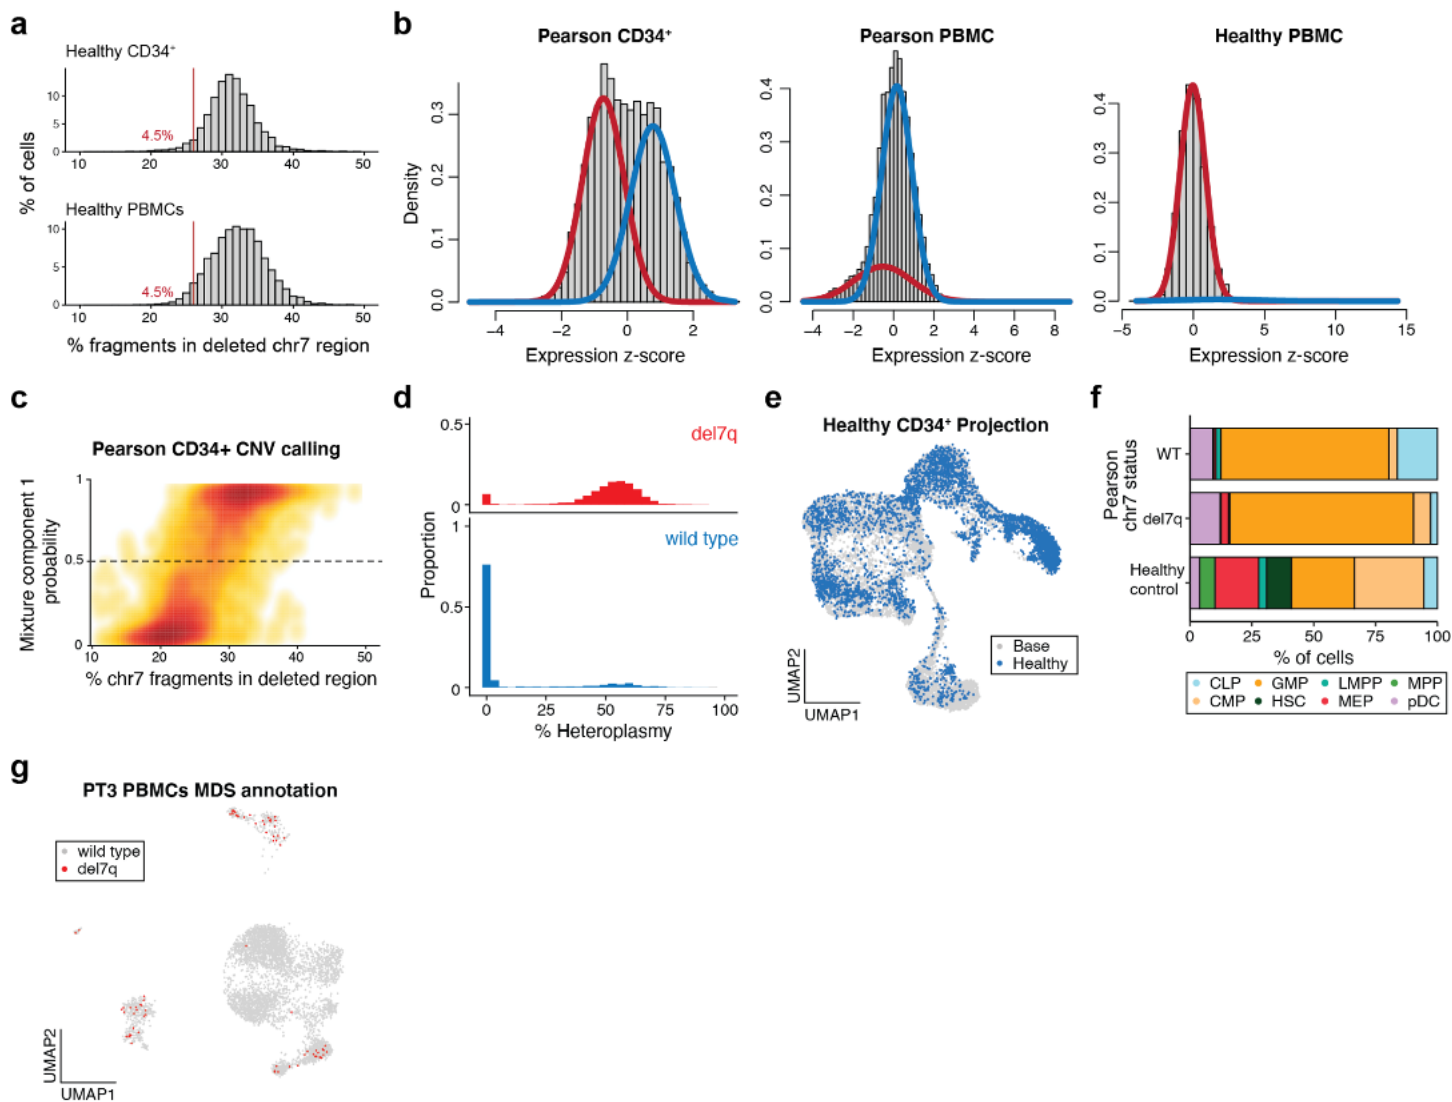 a
Healthy CD34⁺
10
5
0
4.5%
10 20 30 40 50
Healthy PBMCs
10
5
0
4.5%
10 20 30 40 50
% of cells
% fragments in deleted chr7 region
b
Pearson CD34⁺
Density
0.0 0.1 0.2 0.3
−4 −2 0 2
Expression z-score
Pearson PBMC
0.0 0.1 0.2 0.3 0.4
−4 −2 0 2 4 6 8
Expression z-score
Healthy PBMC
0.0 0.1 0.2 0.3 0.4
−5 0 5 10 15
Expression z-score
c
Pearson CD34+ CNV calling
Mixture component 1
probability
1
0.5
0
10 20 30 40 50
% chr7 fragments in deleted region
d
del7q
0.5
0
wild type
1
0.5
0
Proportion
0 25 50 75 100
% Heteroplasmy
e
Healthy CD34⁺ Projection
Base
Healthy
UMAP2
UMAP1
f
Pearson
chr7 status
WT
del7q
Healthy
control
0 25 50 75 100
% of cells
CLP GMP LMPP MPP
CMP HSC MEP pDC
g
PT3 PBMCs MDS annotation
wild type
del7q
UMAP2
UMAP1